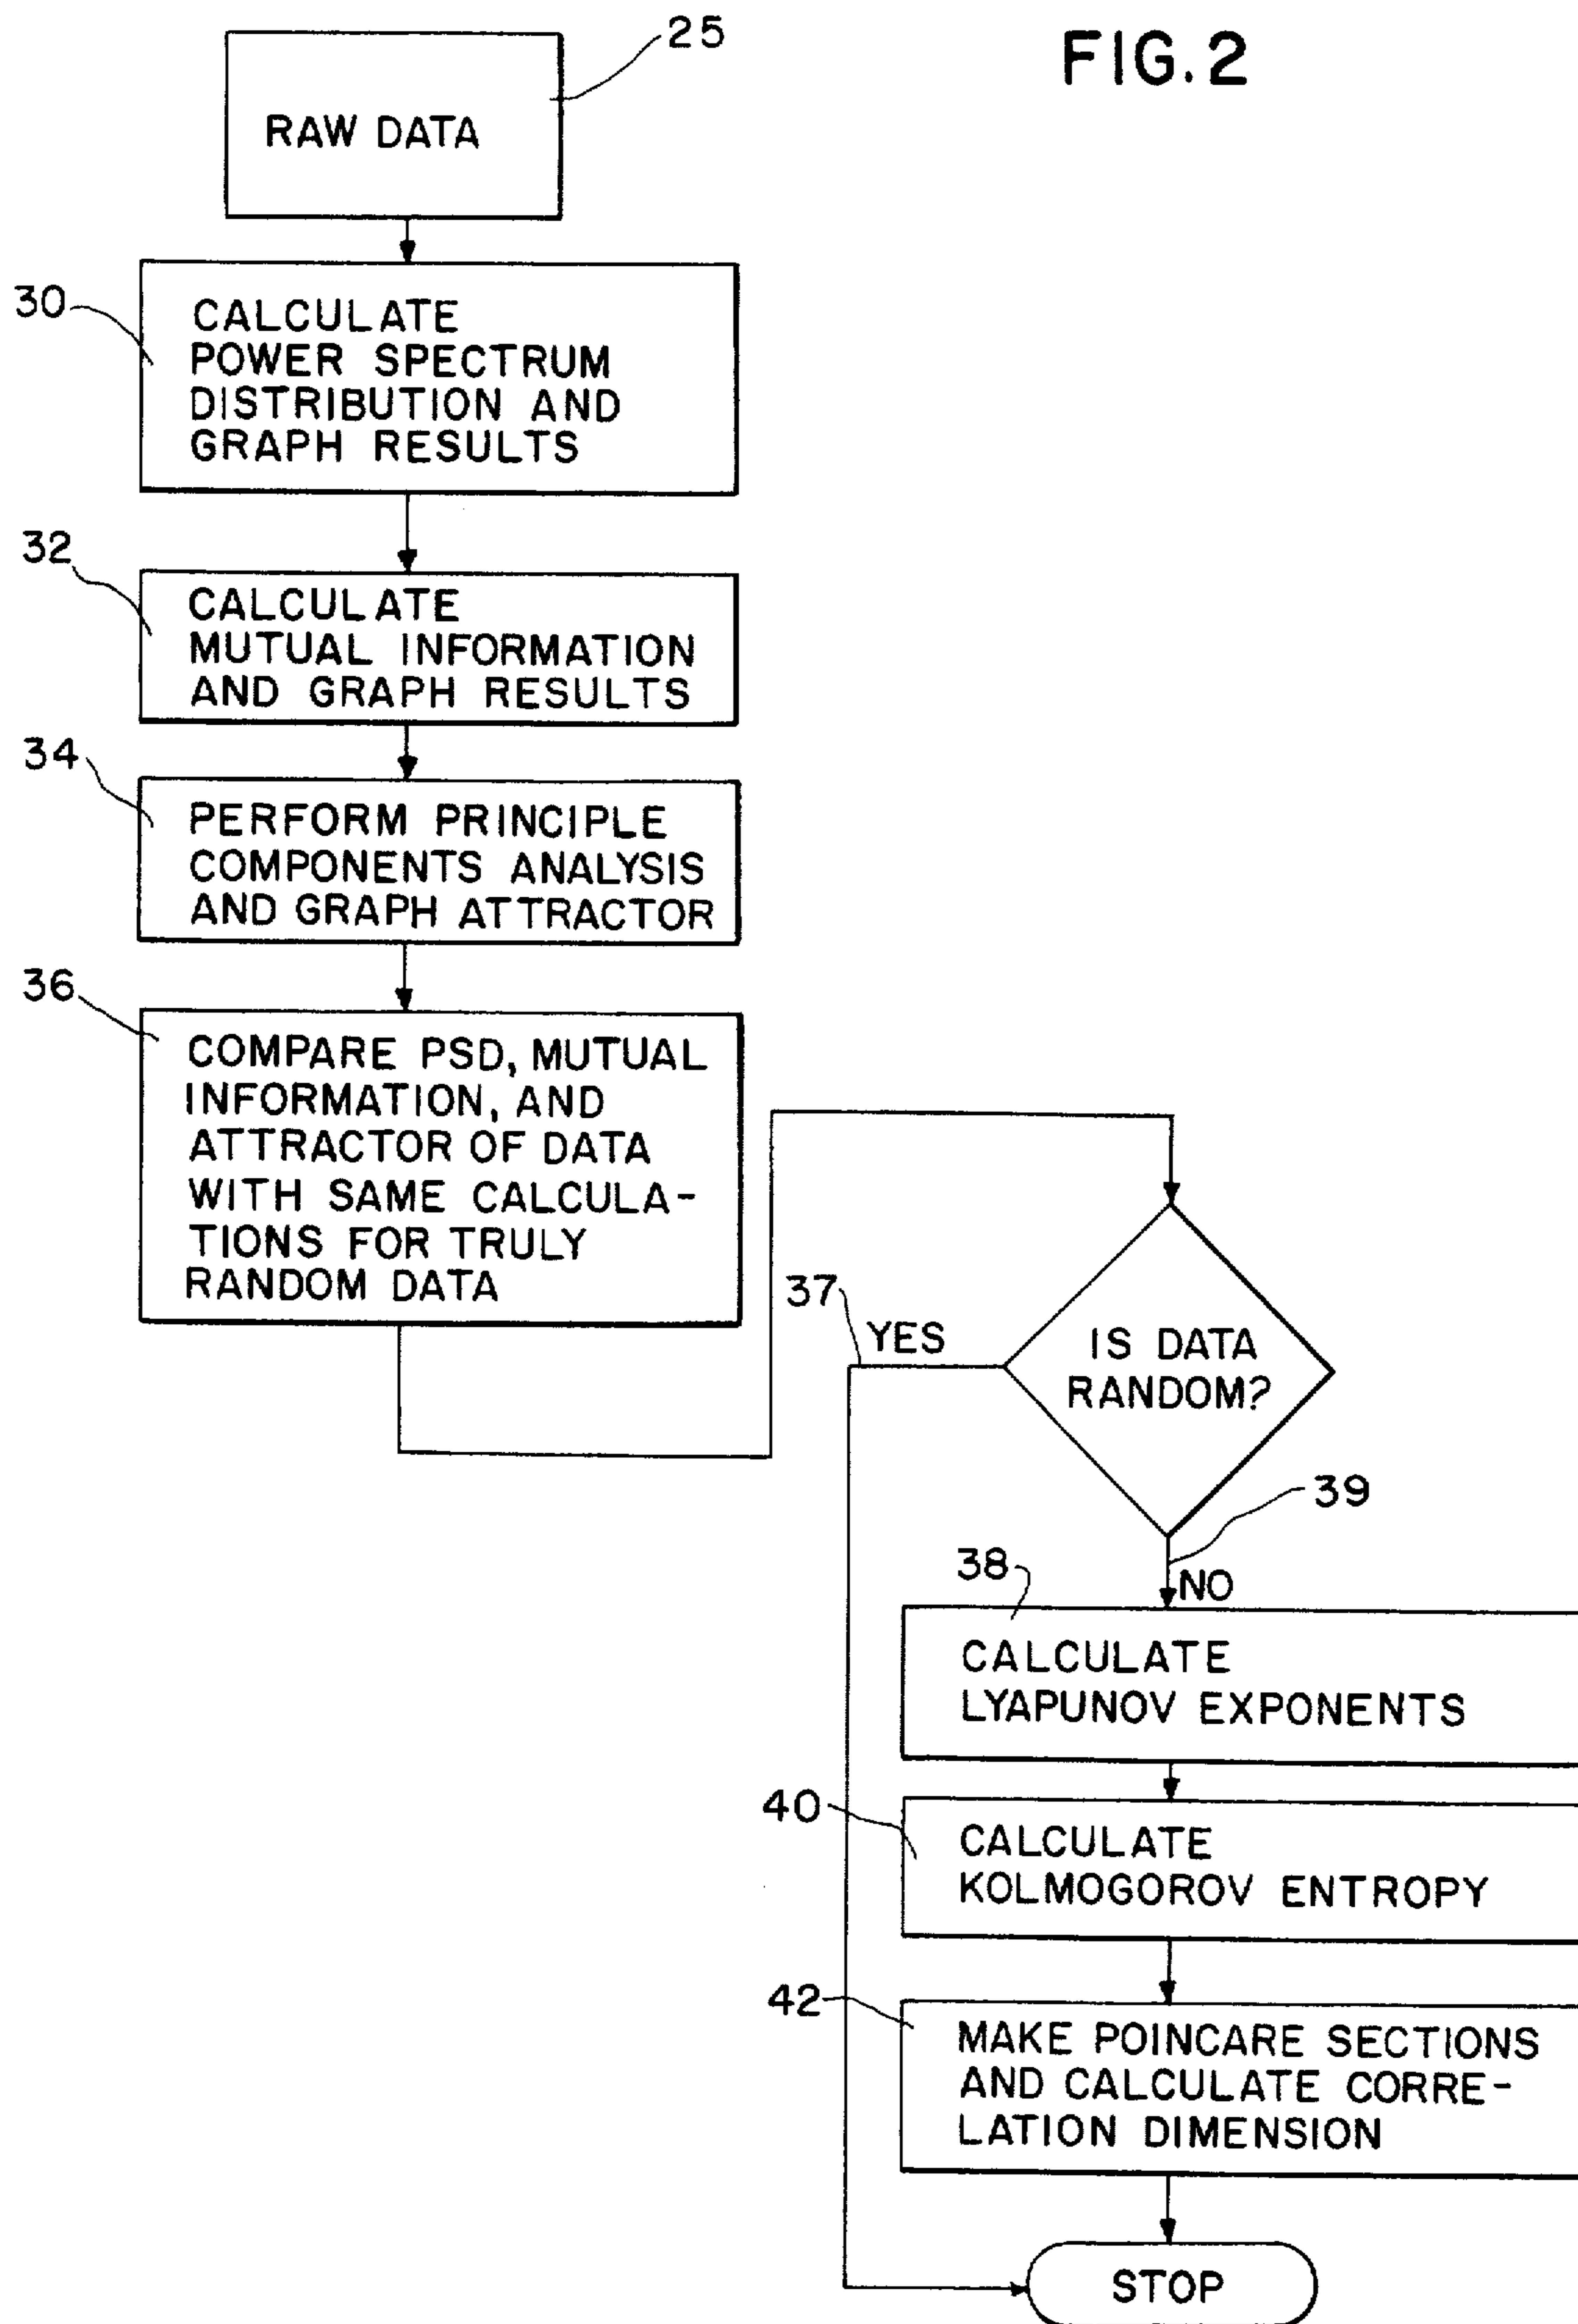 FIG. 2
25
RAW DATA
30
CALCULATE
POWER SPECTRUM
DISTRIBUTION AND
GRAPH RESULTS
32
CALCULATE
MUTUAL INFORMATION
AND GRAPH RESULTS
34
PERFORM PRINCIPLE
COMPONENTS ANALYSIS
AND GRAPH ATTRACTOR
36
COMPARE PSD, MUTUAL
INFORMATION, AND
ATTRACTOR OF DATA
WITH SAME CALCULA-
TIONS FOR TRULY
RANDOM DATA
37
YES
IS DATA
RANDOM?
39
NO
38
CALCULATE
LYAPUNOV EXPONENTS
40
CALCULATE
KOLMOGOROV ENTROPY
42
MAKE POINCARE SECTIONS
AND CALCULATE CORRE-
LATION DIMENSION
STOP